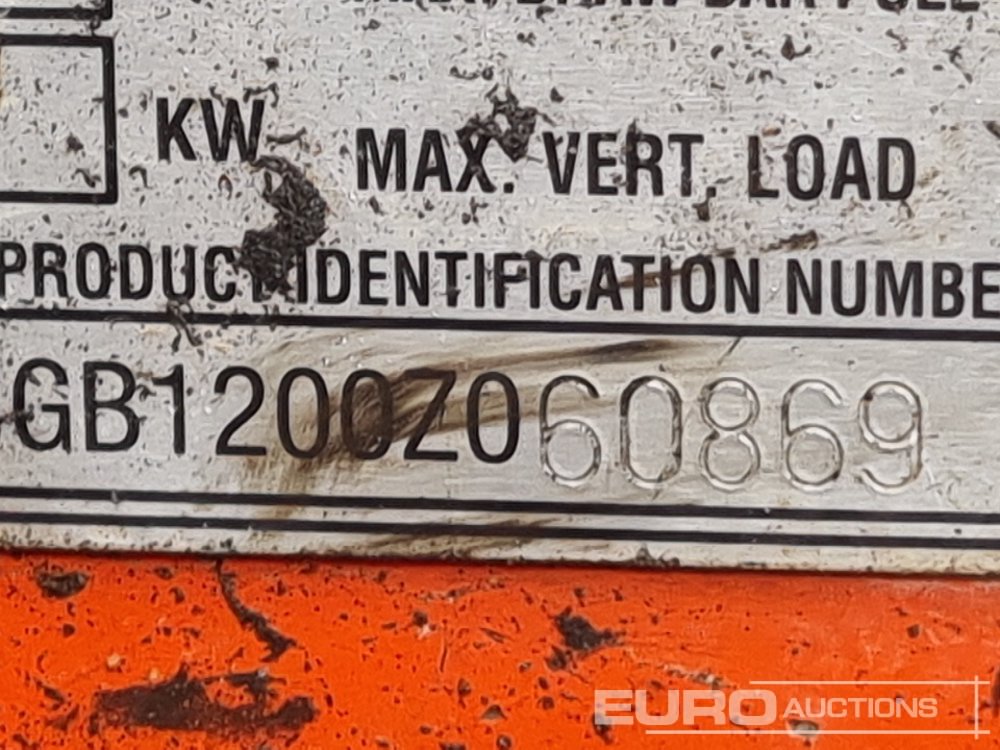 KW MAX. VERT. LOAD
PRODUCT IDENTIFICATION NUMBE
GB1200Z060869
EURO AUCTIONS